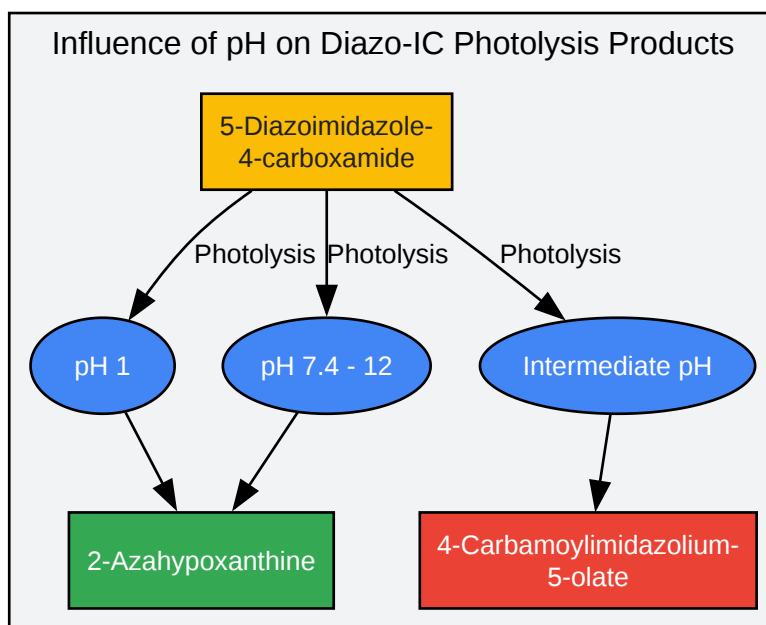 Influence of pH on Diazo-IC Photolysis Products
5-Diazoimidazole-
4-carboxamide
Photolysis
Photolysis
Photolysis
pH 1
pH 7.4 - 12
Intermediate pH
2-Azahypoxanthine
4-Carbamoylimidazolium-
5-olate